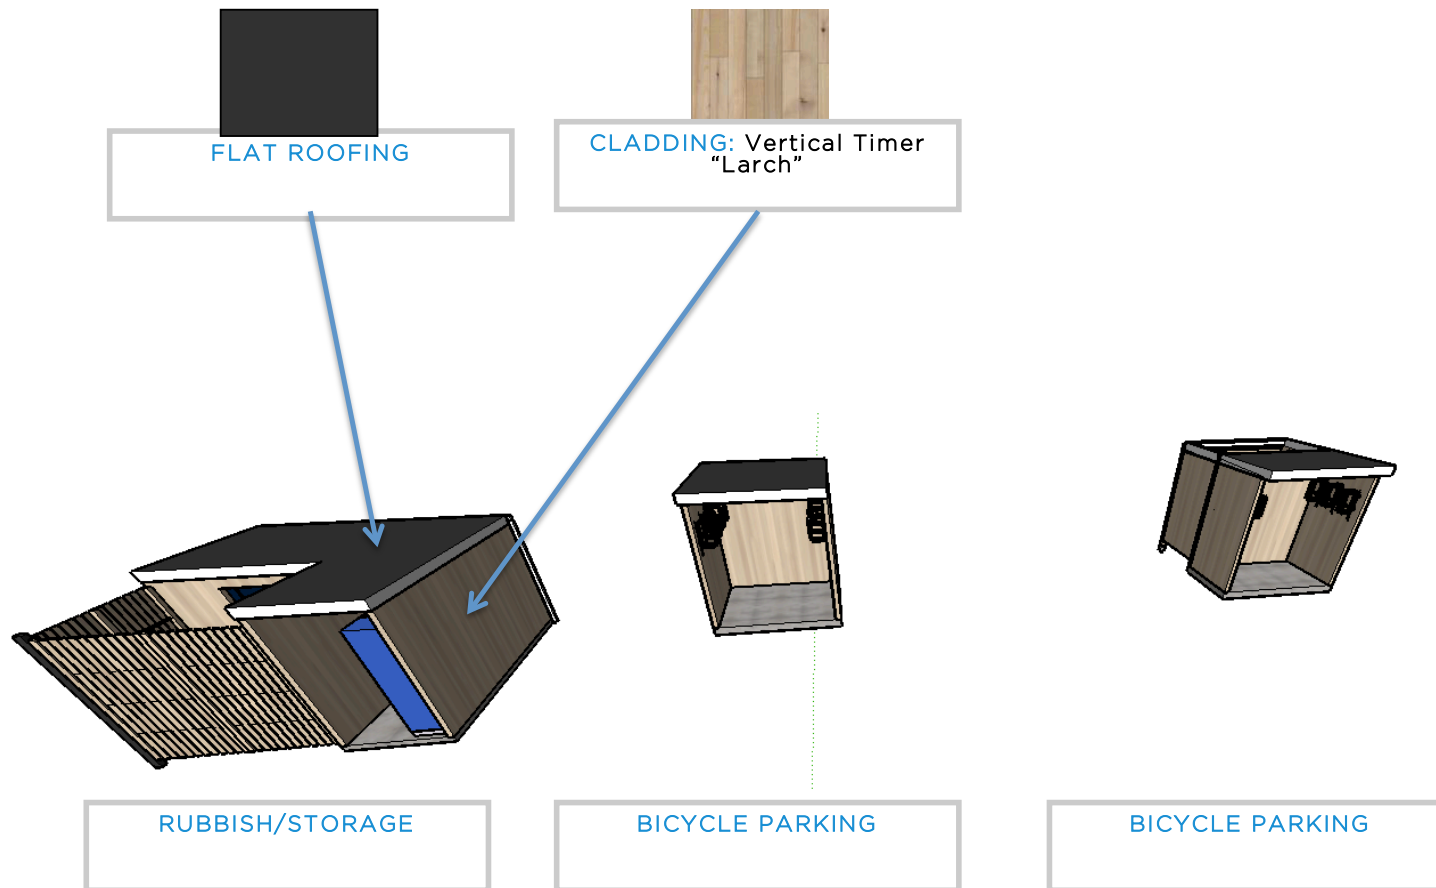 FLAT ROOFING
CLADDING: Vertical Timer
“Larch”
RUBBISH/STORAGE
BICYCLE PARKING
BICYCLE PARKING